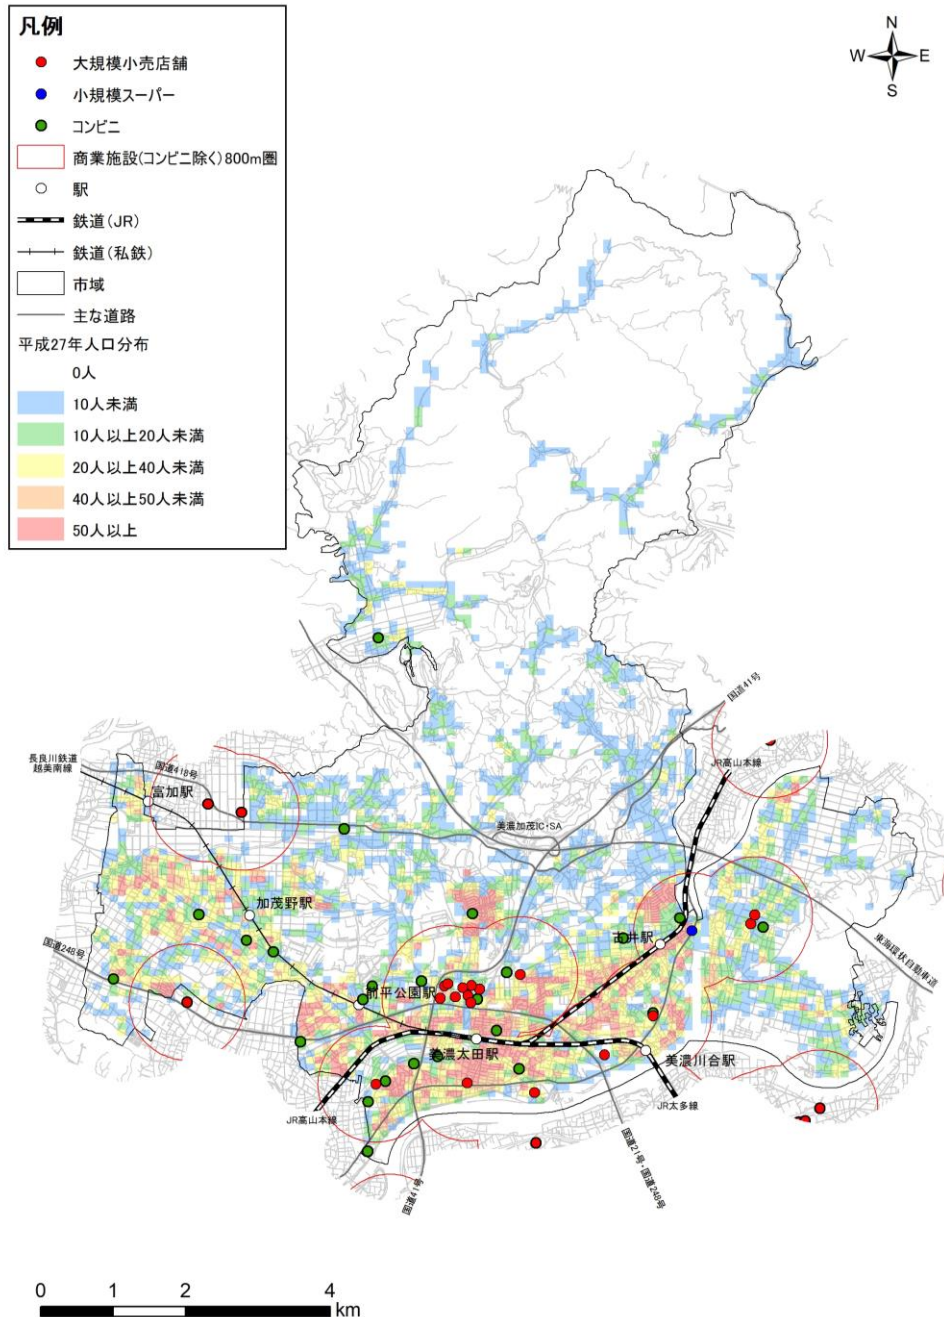 凡例
大規模小売店舗
小規模スーパー
コンビニ
商業施設(コンビニ除く)800m圏
駅
鉄道(JR)
鉄道(私鉄)
市域
主な道路
平成27年人口分布
0人
10人未満
10人以上20人未満
20人以上40人未満
40人以上50人未満
50人以上
N
W E
S
国道41号
長良川鉄道
越美南線
国道418号
JR高山本線
富加駅
美濃加茂IC・SA
加茂野駅
古井駅
国道248号
東海環状自動車道
前平公園駅
美濃太田駅
美濃川合駅
JR高山本線
JR太多線
国道21号・国道248号
国道41号
0 1 2 4
km